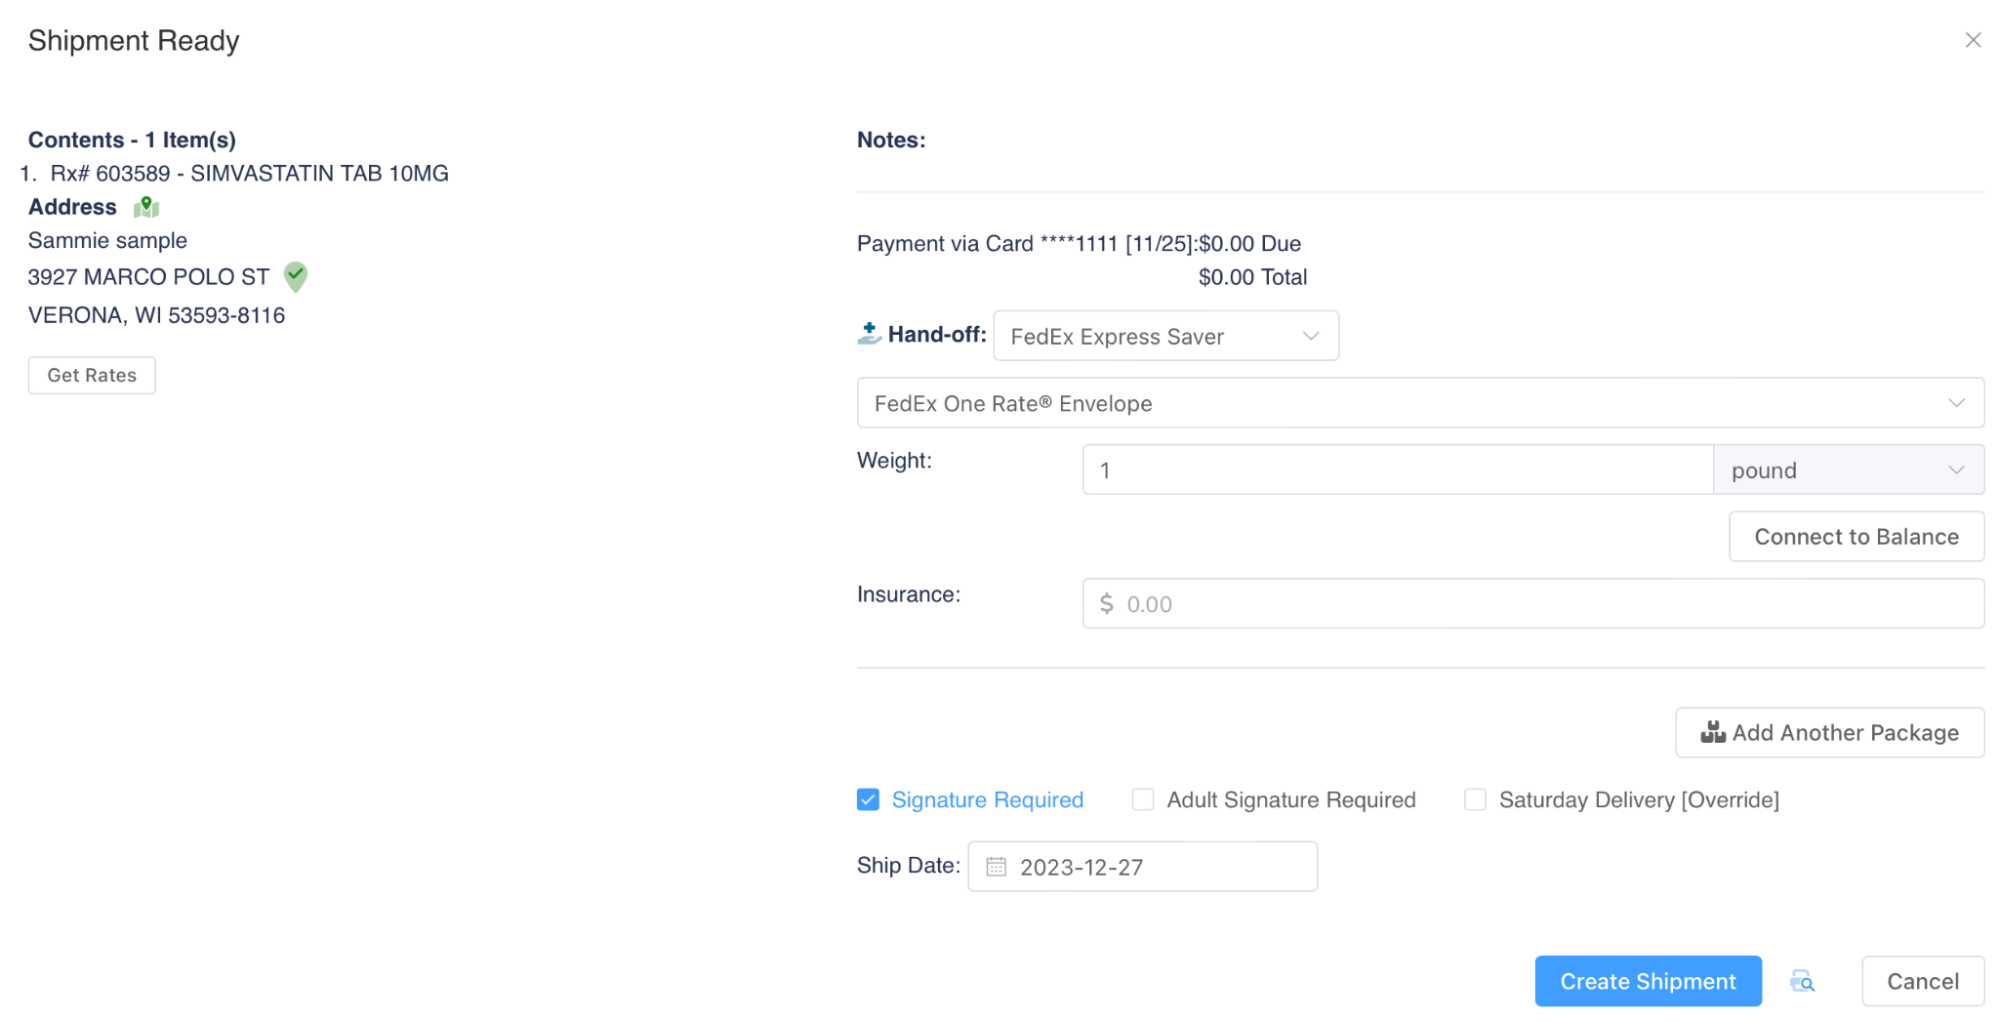 Shipment Ready
Contents - 1 Item(s)
1. Rx# 603589 - SIMVASTATIN TAB 10MG
Address
Sammie sample
3927 MARCO POLO ST
VERONA, WI 53593-8116
Get Rates
Notes:
Payment via Card ****1111 [11/25]:$0.00 Due
$0.00 Total
Hand-off: FedEx Express Saver
FedEx One Rate® Envelope
Weight: 1 pound
Connect to Balance
Insurance: $ 0.00
Add Another Package
Signature Required Adult Signature Required Saturday Delivery [Override]
Ship Date: 2023-12-27
Create Shipment Cancel